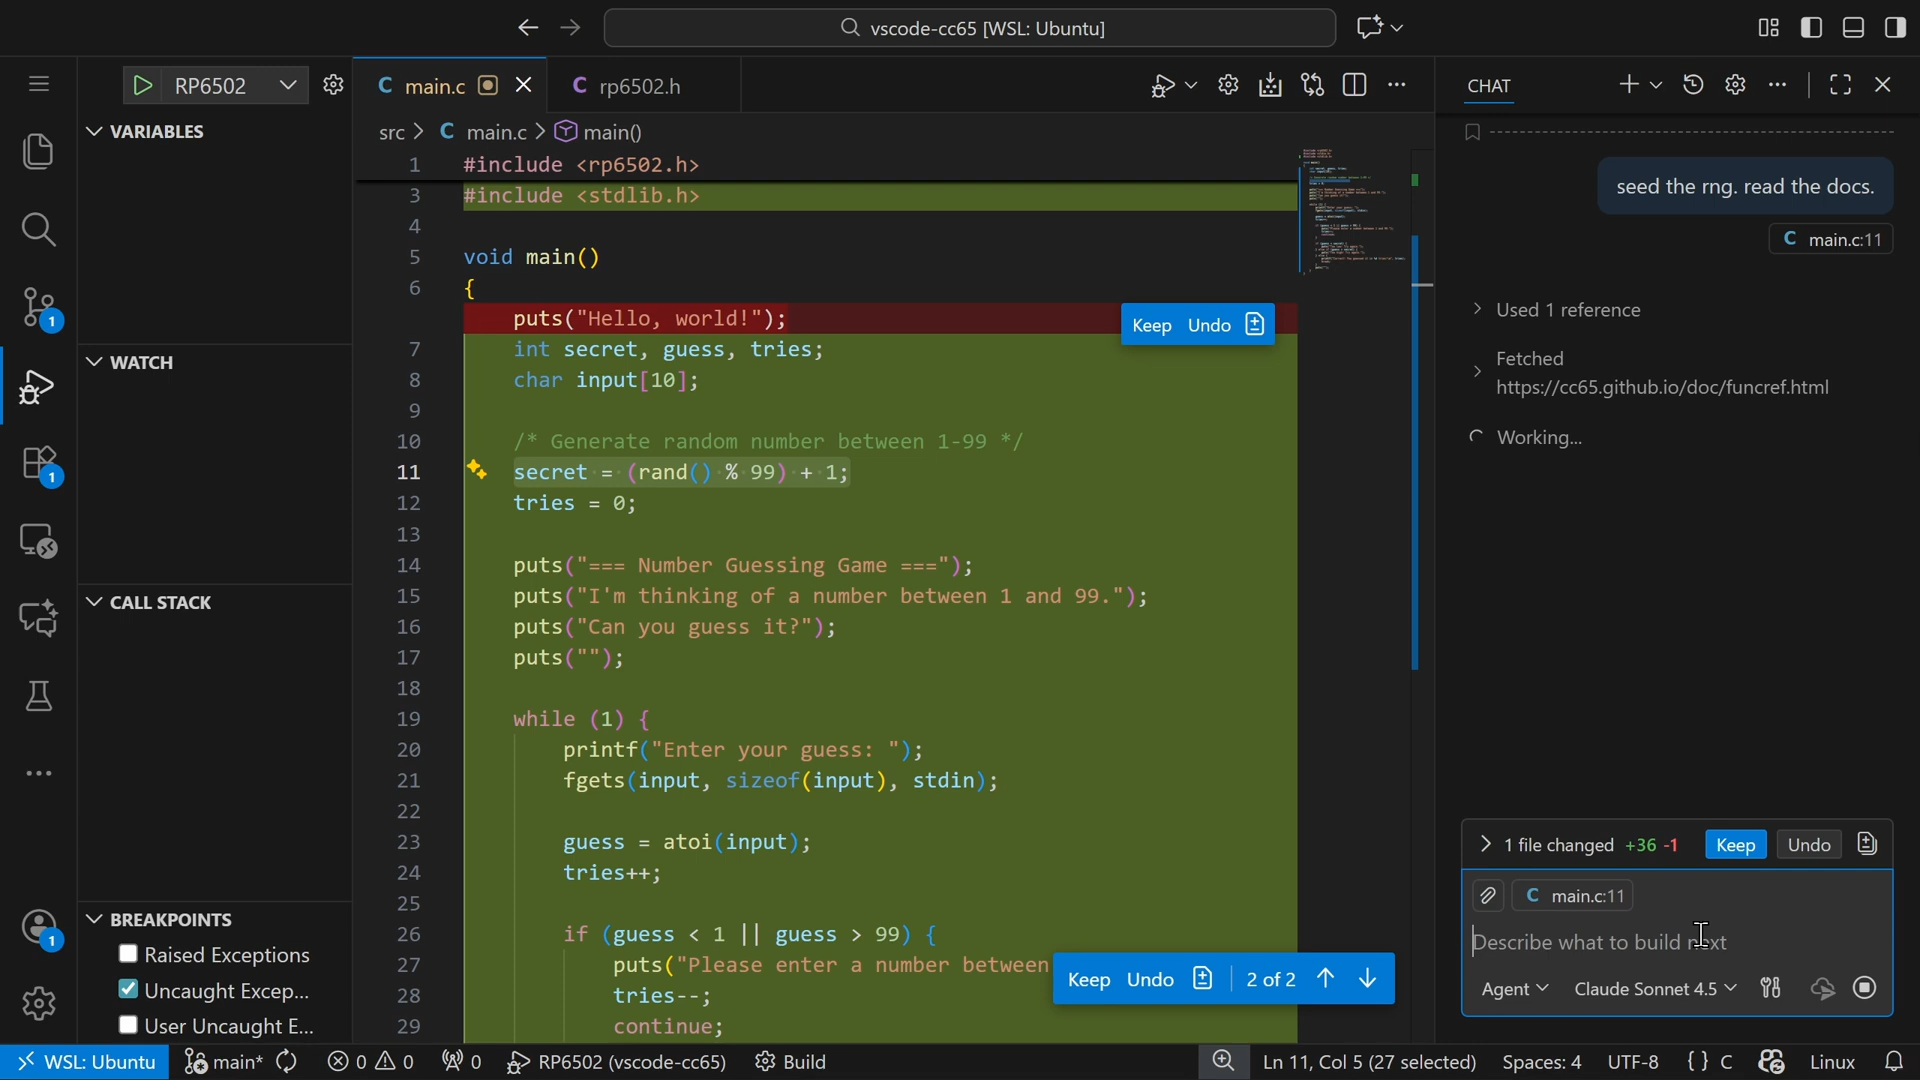 vscode-cc65 [WSL: Ubuntu]
RP6502
VARIABLES
WATCH
CALL STACK
BREAKPOINTS
Raised Exceptions
Uncaught Excep...
User Uncaught E...
1
1
1
C main.c
C rp6502.h
src > C main.c > main()
1 #include <rp6502.h>
3 #include <stdlib.h>
4
5 void main()
6 {
puts("Hello, world!");
Keep Undo
7 int secret, guess, tries;
8 char input[10];
9
10 /* Generate random number between 1-99 */
11 secret = (rand() % 99) + 1;
12 tries = 0;
13
14 puts("=== Number Guessing Game ===");
15 puts("I'm thinking of a number between 1 and 99.");
16 puts("Can you guess it?");
17 puts("");
18
19 while (1) {
20 printf("Enter your guess: ");
21 fgets(input, sizeof(input), stdin);
22
23 guess = atoi(input);
24 tries++;
25
26 if (guess < 1 || guess > 99) {
27 puts("Please enter a number between
28 tries--;
29 continue;
Keep Undo 2 of 2
CHAT
seed the rng. read the docs.
C main.c:11
Used 1 reference
Fetched
https://cc65.github.io/doc/funcref.html
Working...
1 file changed +36 -1 Keep Undo
C main.c:11
Describe what to build next
Agent Claude Sonnet 4.5
WSL: Ubuntu main* 0 0 0 RP6502 (vscode-cc65) Build Ln 11, Col 5 (27 selected) Spaces: 4 UTF-8 {} C Linux